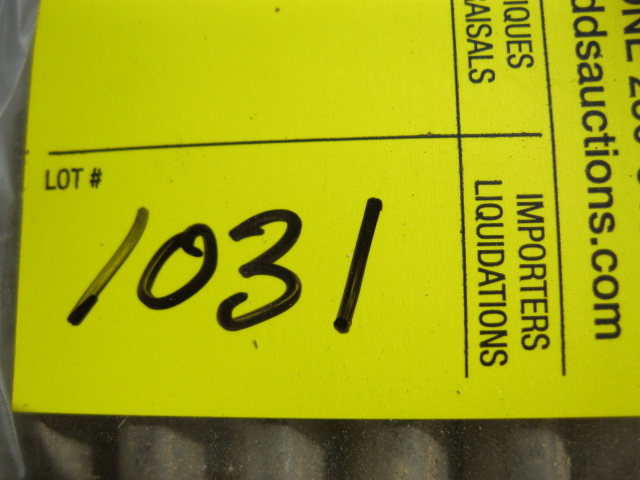 LOT #
1031
IQUES
AISALS
IMPORTERS
LIQUIDATIONS
ddsauctions.com